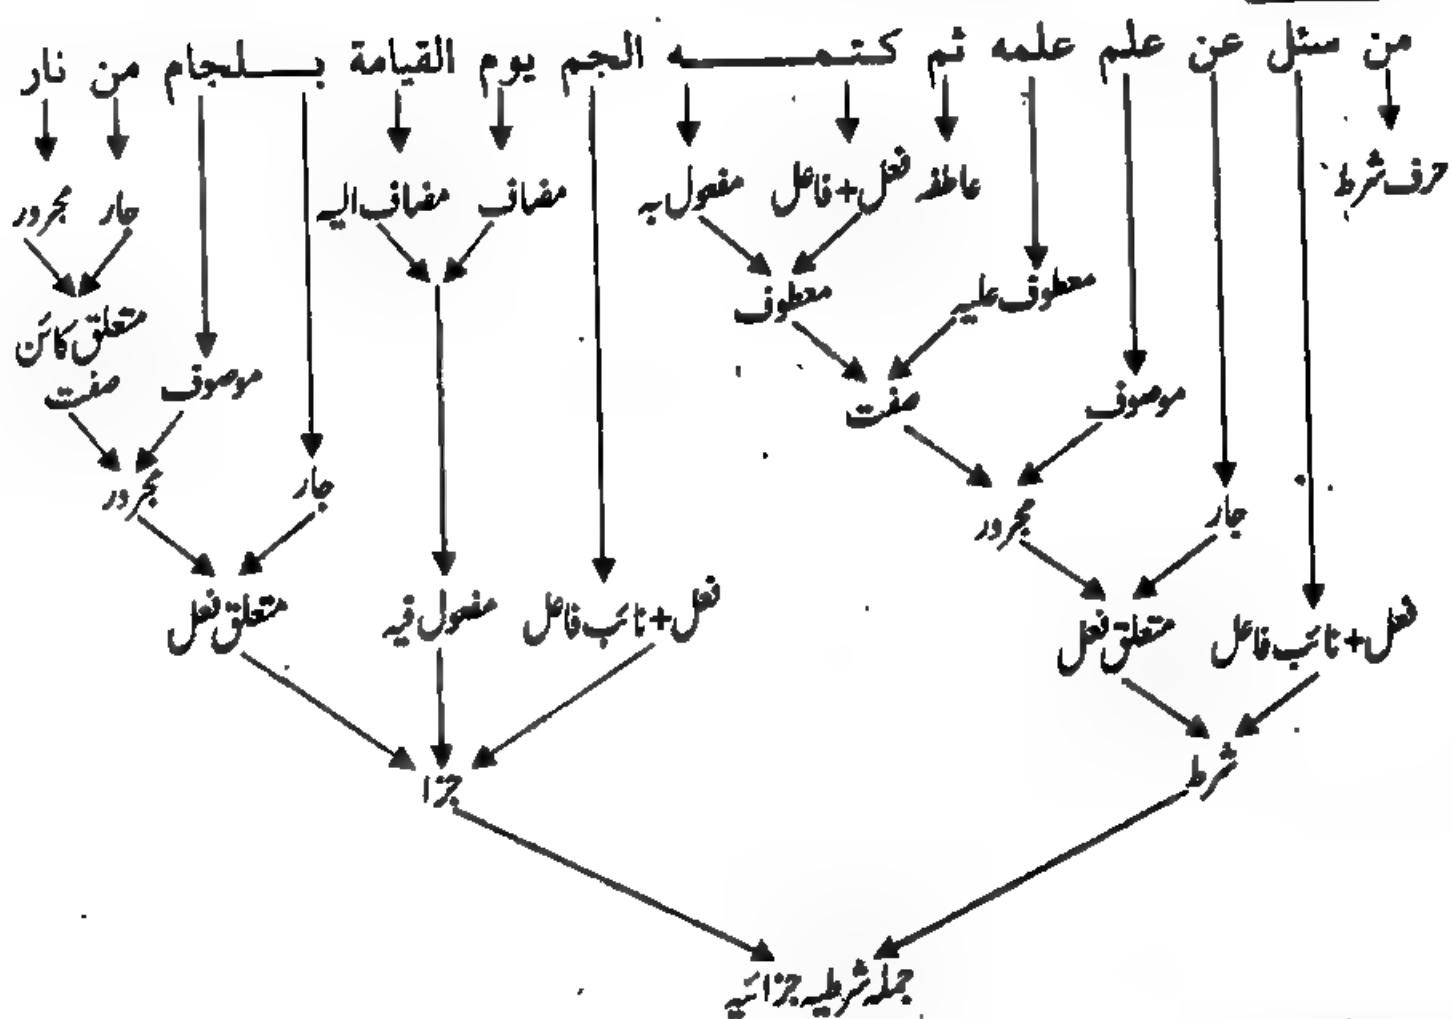 من سئل عن علم علمه ثم كتمه الجم يوم القيامة بلجام من نار
حرف شرط
عاطفہ فعل+فاعل مفعول بہ مضاف مضاف الیہ جار مجرور
معطوف علیہ معطوف متعلق کائن
موصوف صفت موصوف صفت
جار مجرور جار مجرور
فعل+نائب فاعل متعلق فعل فعل+نائب فاعل مفعول فیہ متعلق فعل
شرط جزا
جملہ شرطیہ جزائیہ